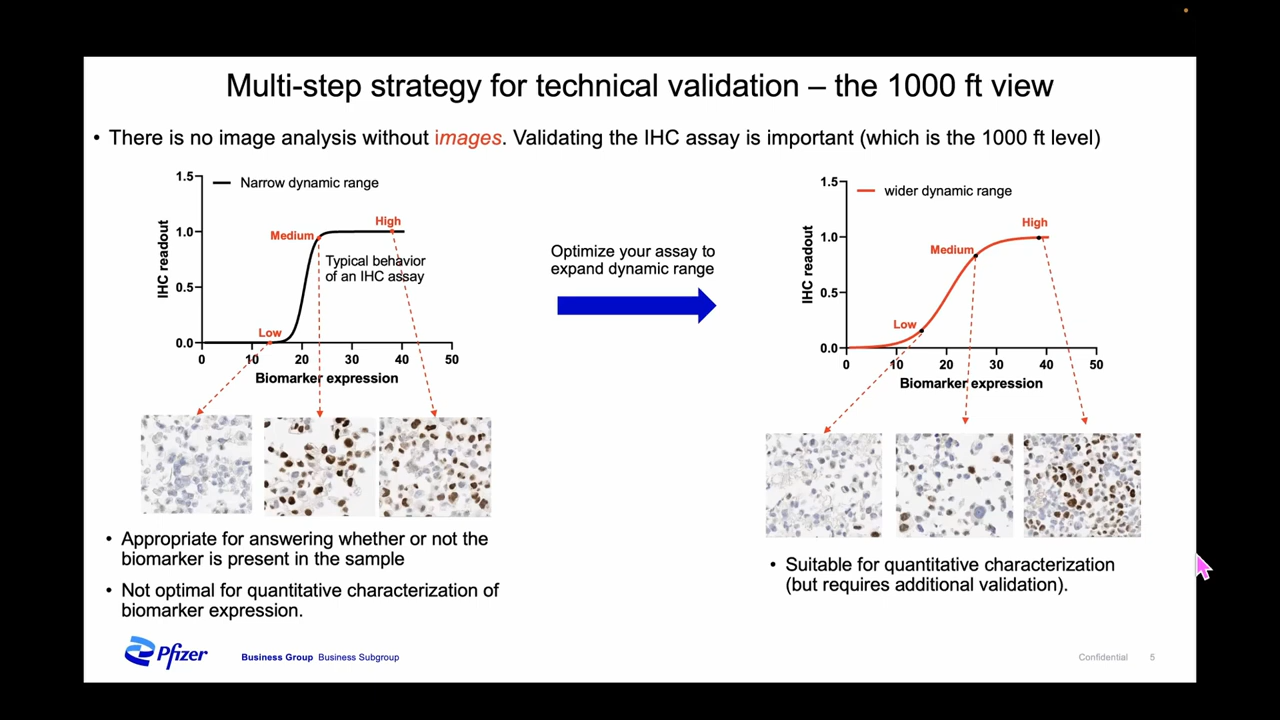 Multi-step strategy for technical validation – the 1000 ft view
• There is no image analysis without images. Validating the IHC assay is important (which is the 1000 ft level)
1.5
Narrow dynamic range
High
Medium
1.0
Typical behavior
of an IHC assay
IHC readout
0.5
Low
0.0
0 10 20 30 40 50
Biomarker expression
Optimize your assay to
expand dynamic range
1.5
wider dynamic range
High
1.0
Medium
IHC readout
0.5
Low
0.0
0 10 20 30 40 50
Biomarker expression
• Appropriate for answering whether or not the
biomarker is present in the sample
• Not optimal for quantitative characterization of
biomarker expression.
• Suitable for quantitative characterization
(but requires additional validation).
Pfizer
Business Group Business Subgroup
Confidential 5